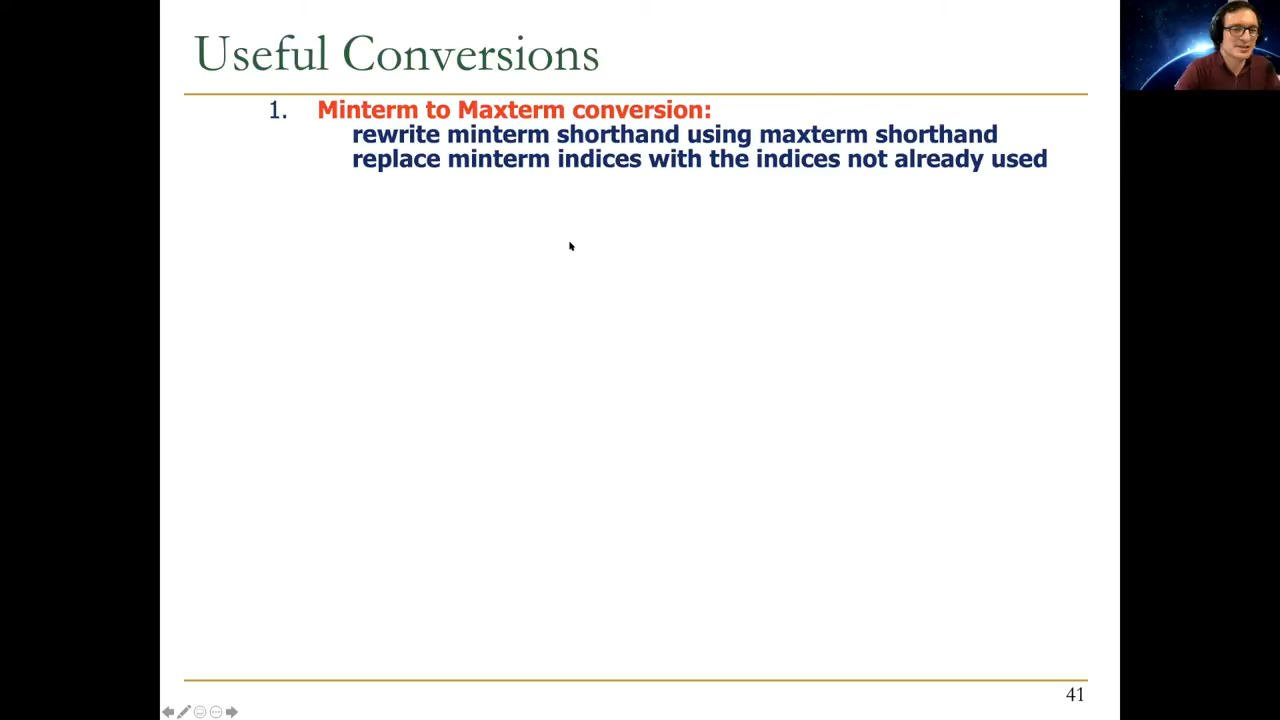 Useful Conversions
1. Minterm to Maxterm conversion:
rewrite minterm shorthand using maxterm shorthand
replace minterm indices with the indices not already used
41